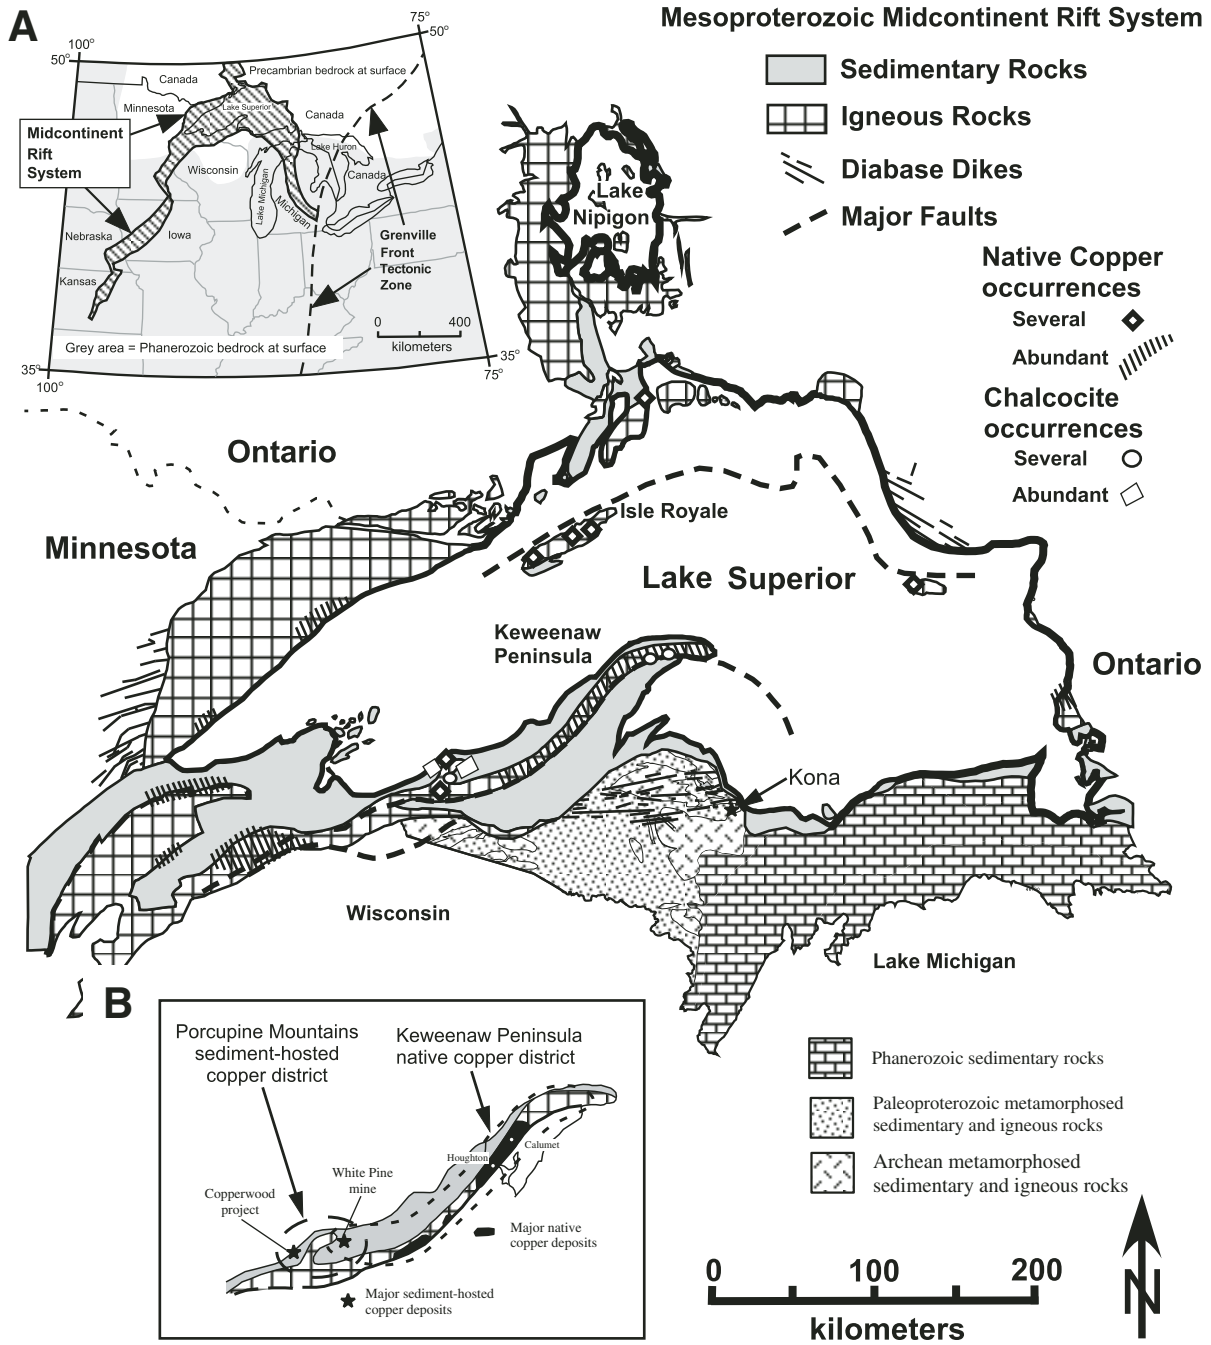 A
Mesoproterozoic Midcontinent Rift System
Sedimentary Rocks
Igneous Rocks
Diabase Dikes
Major Faults
Native Copper
occurrences
Several
Abundant
Chalcocite
occurrences
Several
Abundant
75°
50°
100°
50°
Canada
Precambrian bedrock at surface
Minnesota
Lake Superior
Canada
Midcontinent
Rift
System
Lake Huron
Wisconsin
Canada
Lake Michigan
Michigan
Nebraska
Iowa
Grenville
Front
Tectonic
Zone
Kansas
0 400
kilometers
Grey area = Phanerozoic bedrock at surface
35°
100°
35°
75°
Lake
Nipigon
Ontario
Isle Royale
Minnesota
Lake Superior
Keweenaw
Peninsula
Ontario
Kona
Wisconsin
Lake Michigan
B
Porcupine Mountains
sediment-hosted
copper district
Keweenaw Peninsula
native copper district
Calumet
Houghton
White Pine
mine
Copperwood
project
Major native
copper deposits
Major sediment-hosted
copper deposits
Phanerozoic sedimentary rocks
Paleoproterozoic metamorphosed
sedimentary and igneous rocks
Archean metamorphosed
sedimentary and igneous rocks
0 100 200
kilometers
N